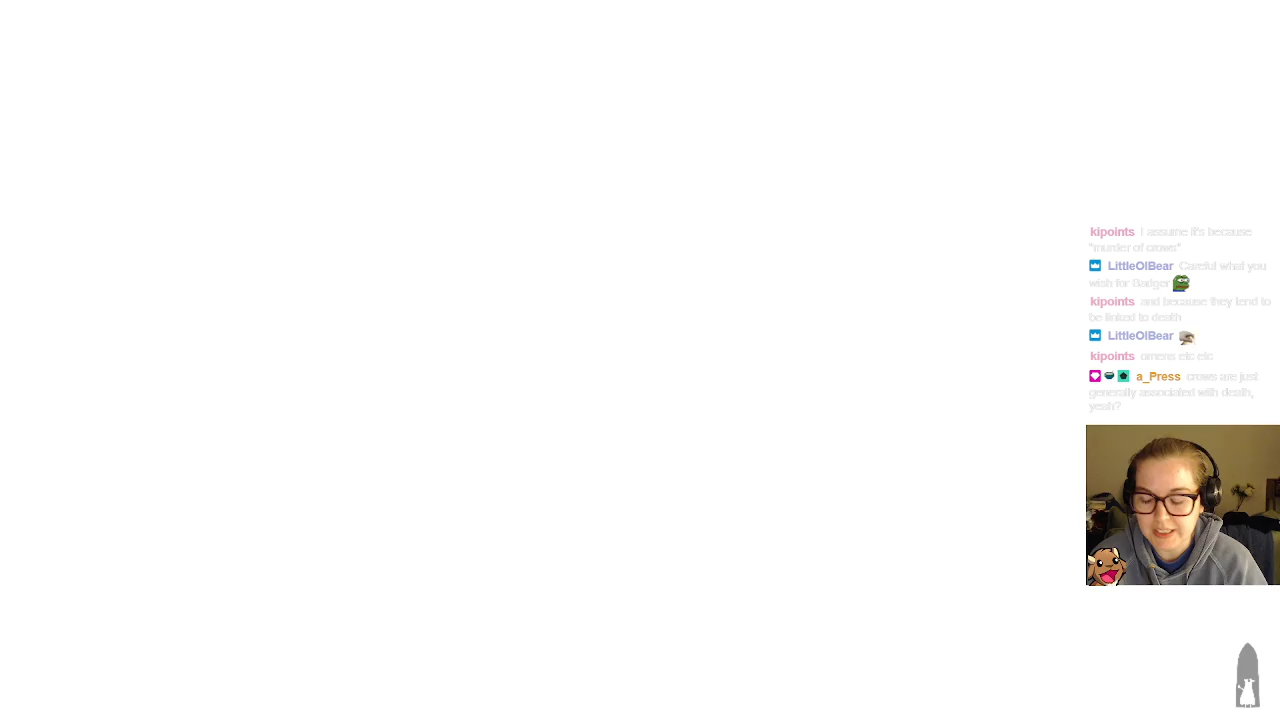 kipoints I assume it's because
"murder of crows"
LittleOlBear Careful what you
wish for Badger
kipoints and because they tend to
be linked to death
LittleOlBear
kipoints omens etc etc
a_Press crows are just
generally associated with death,
yeah?